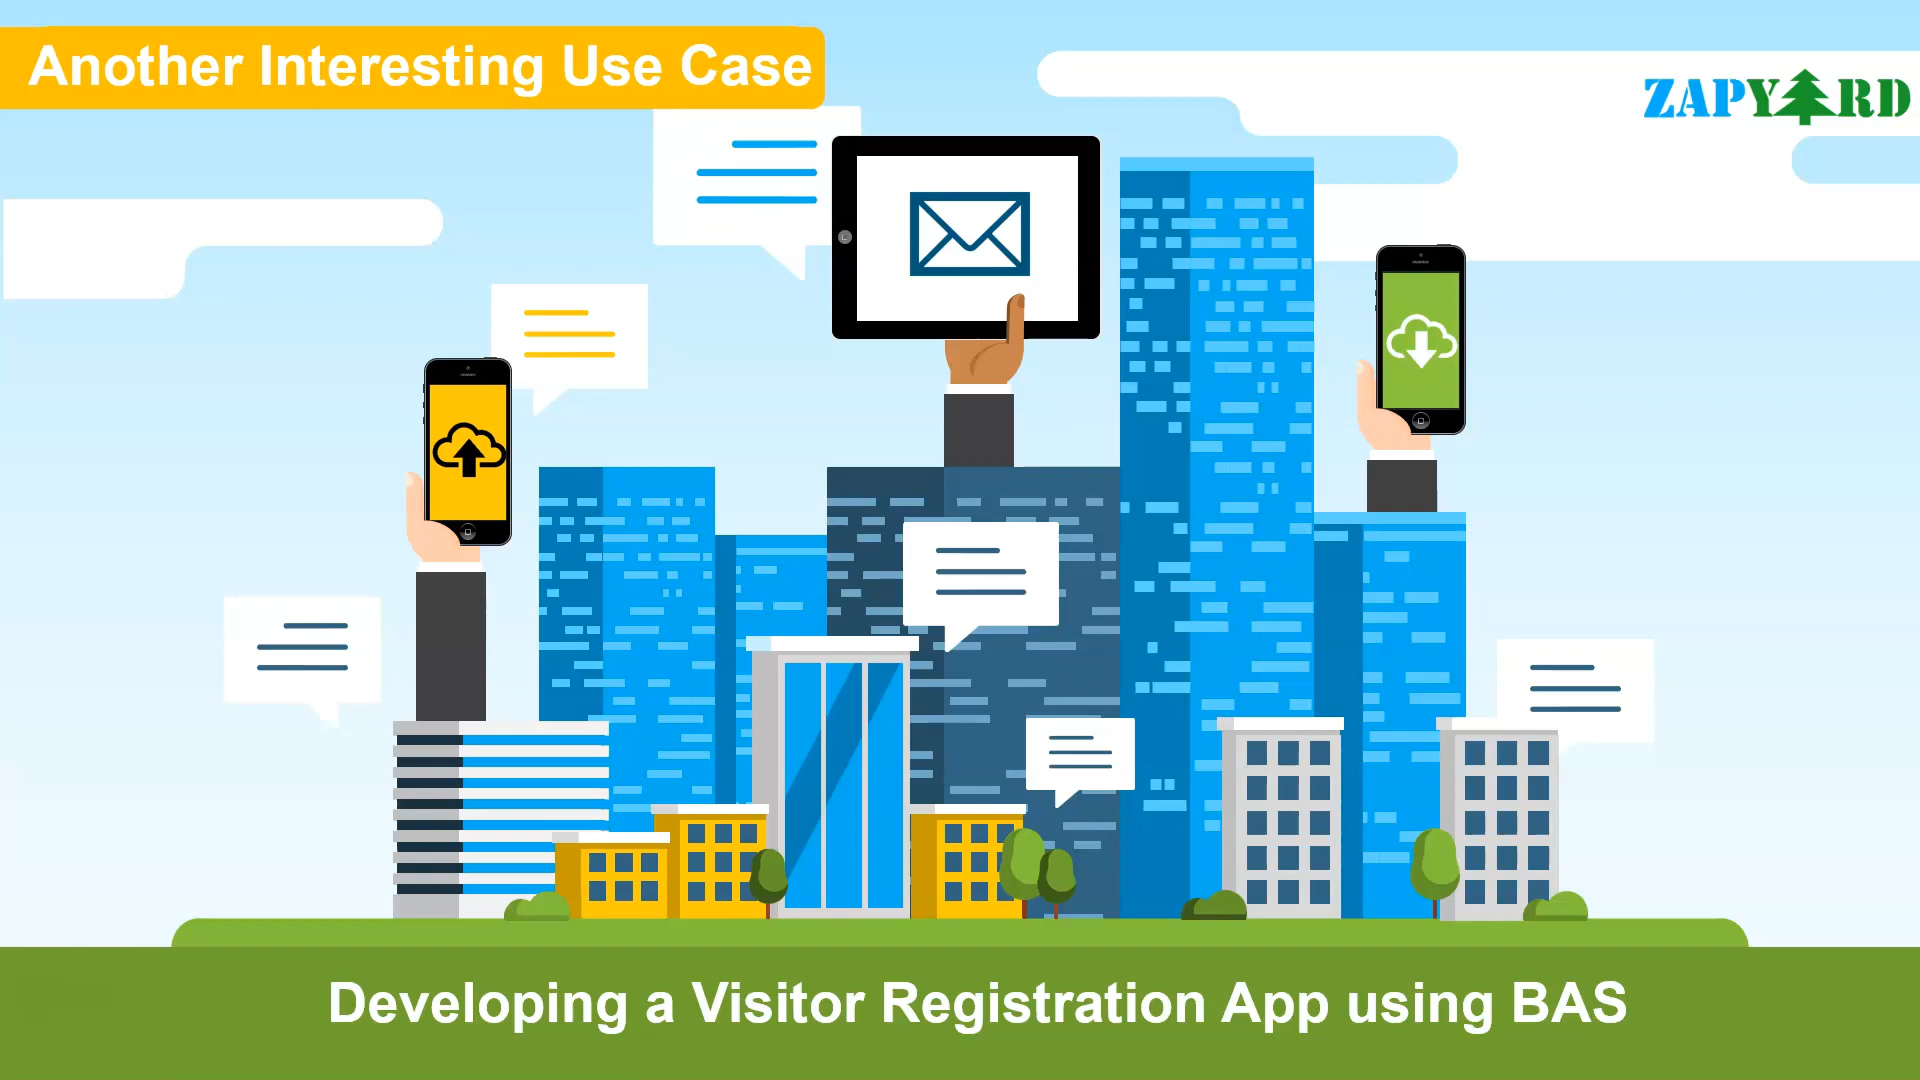 Another Interesting Use Case
ZAPYARD
Developing a Visitor Registration App using BAS